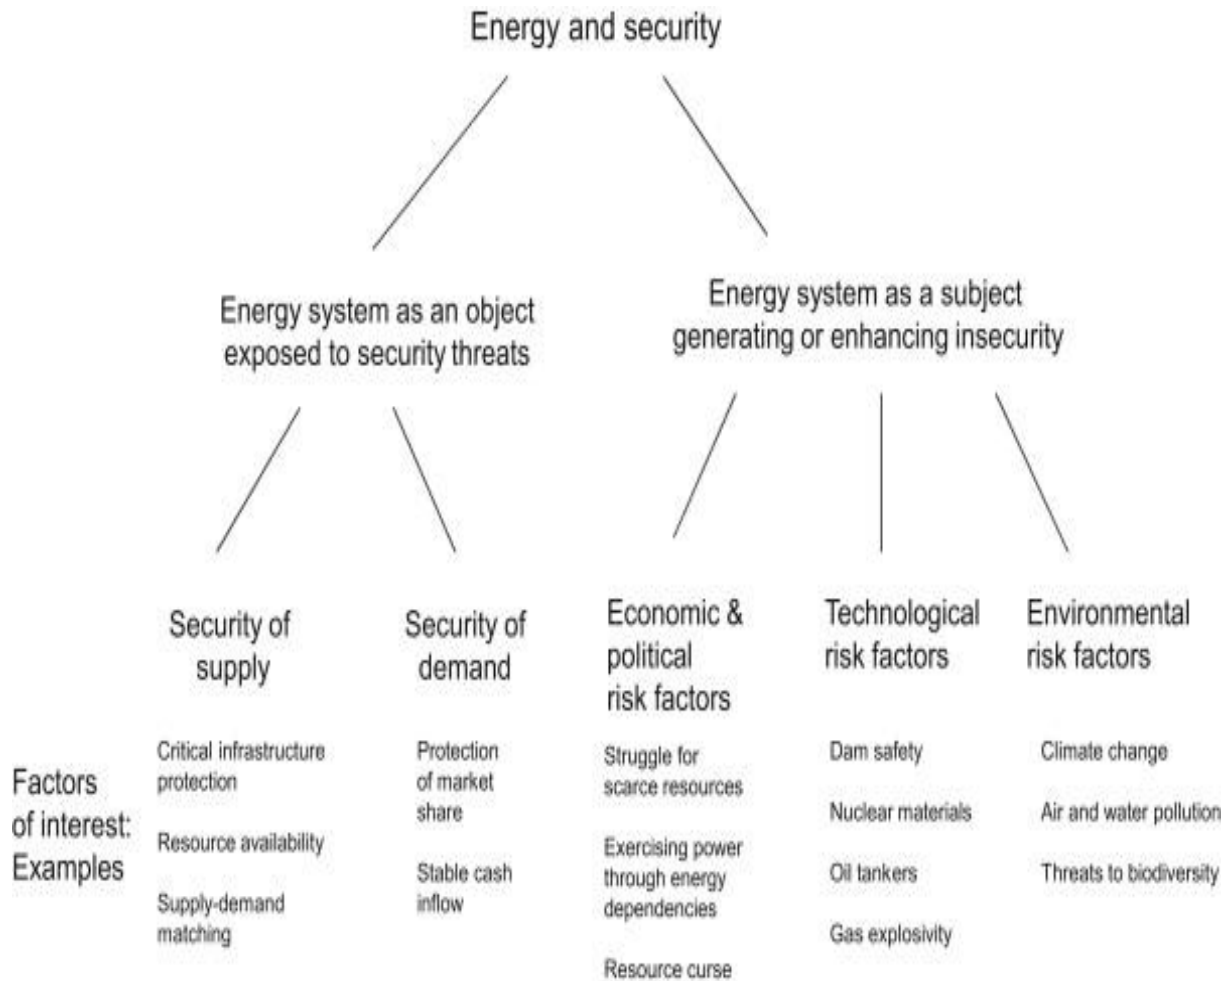 Energy and security
Energy system as an object
exposed to security threats
Energy system as a subject
generating or enhancing insecurity
Security of
supply
Security of
demand
Economic &
political
risk factors
Technological
risk factors
Environmental
risk factors
Factors
of interest:
Examples
Critical infrastructure
protection
Resource availability
Supply-demand
matching
Protection
of market
share
Stable cash
inflow
Struggle for
scarce resources
Exercising power
through energy
dependencies
Resource curse
Dam safety
Nuclear materials
Oil tankers
Gas explosivity
Climate change
Air and water pollution
Threats to biodiversity